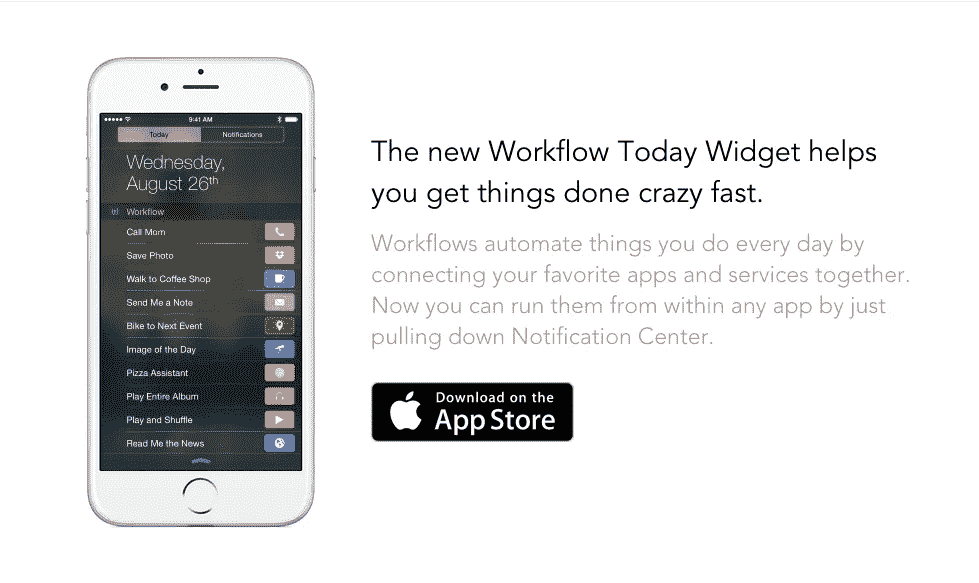 9:41 AM
Today Notifications
Wednesday,
August 26th
Workflow
Call Mom
Save Photo
Walk to Coffee Shop
Send Me a Note
Bike to Next Event
Image of the Day
Pizza Assistant
Play Entire Album
Play and Shuffle
Read Me the News
The new Workflow Today Widget helps
you get things done crazy fast.
Workflows automate things you do every day by
connecting your favorite apps and services together.
Now you can run them from within any app by just
pulling down Notification Center.
Download on the
App Store